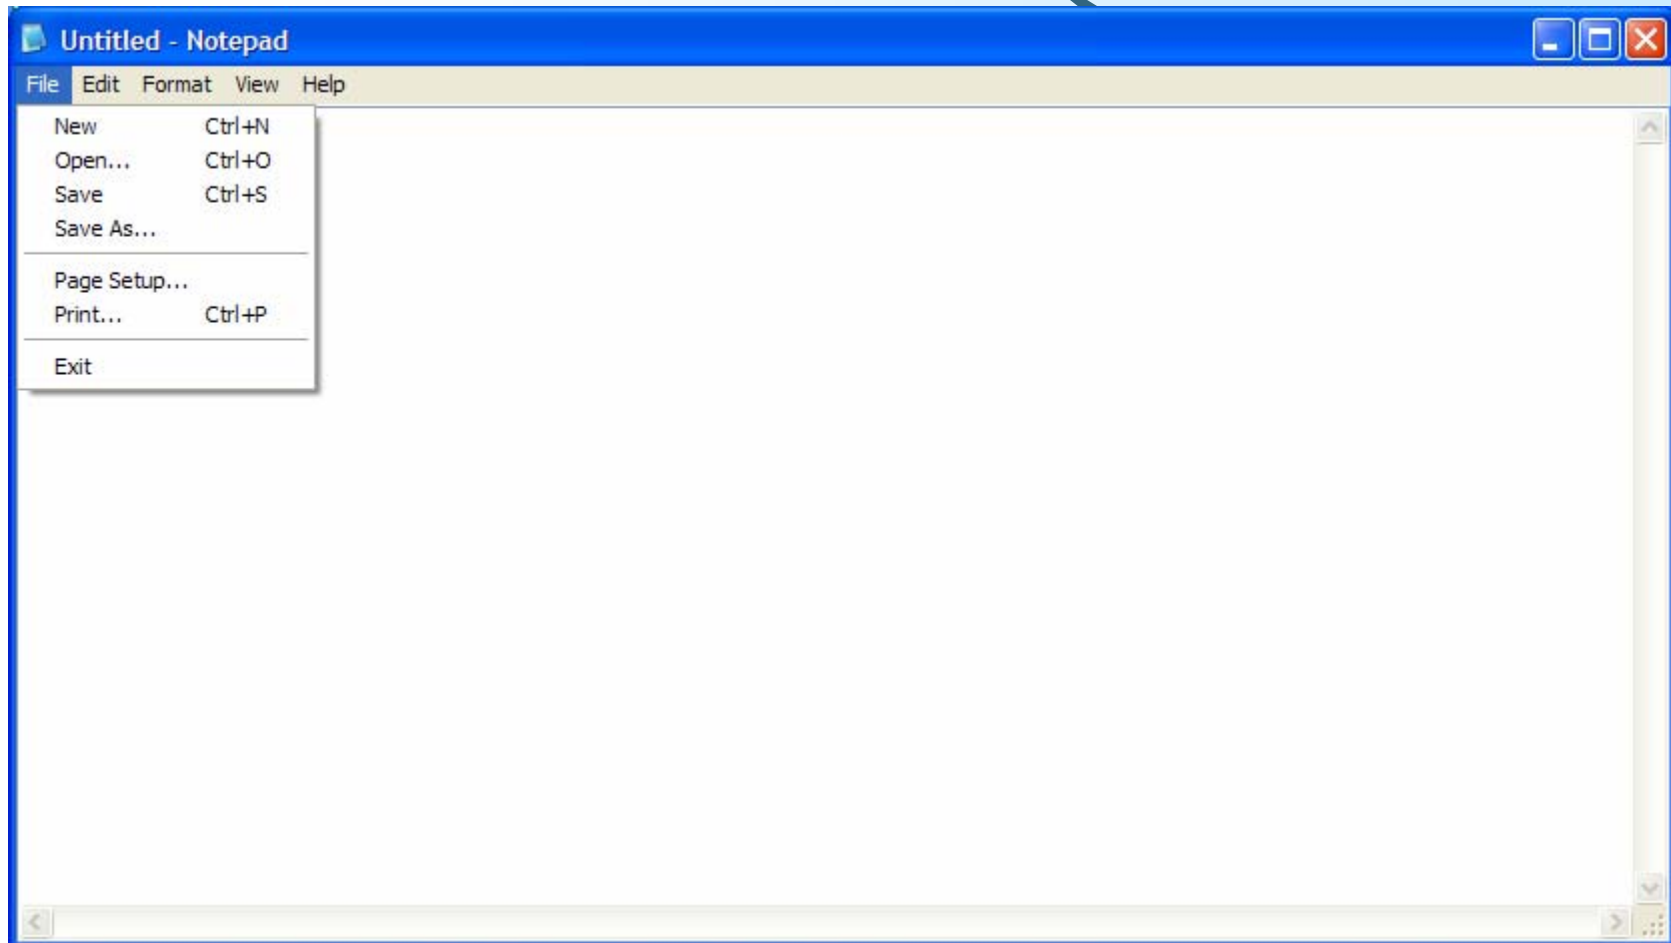 Untitled - Notepad
File Edit Format View Help
New Ctrl+N
Open... Ctrl+O
Save Ctrl+S
Save As...
Page Setup...
Print... Ctrl+P
Exit